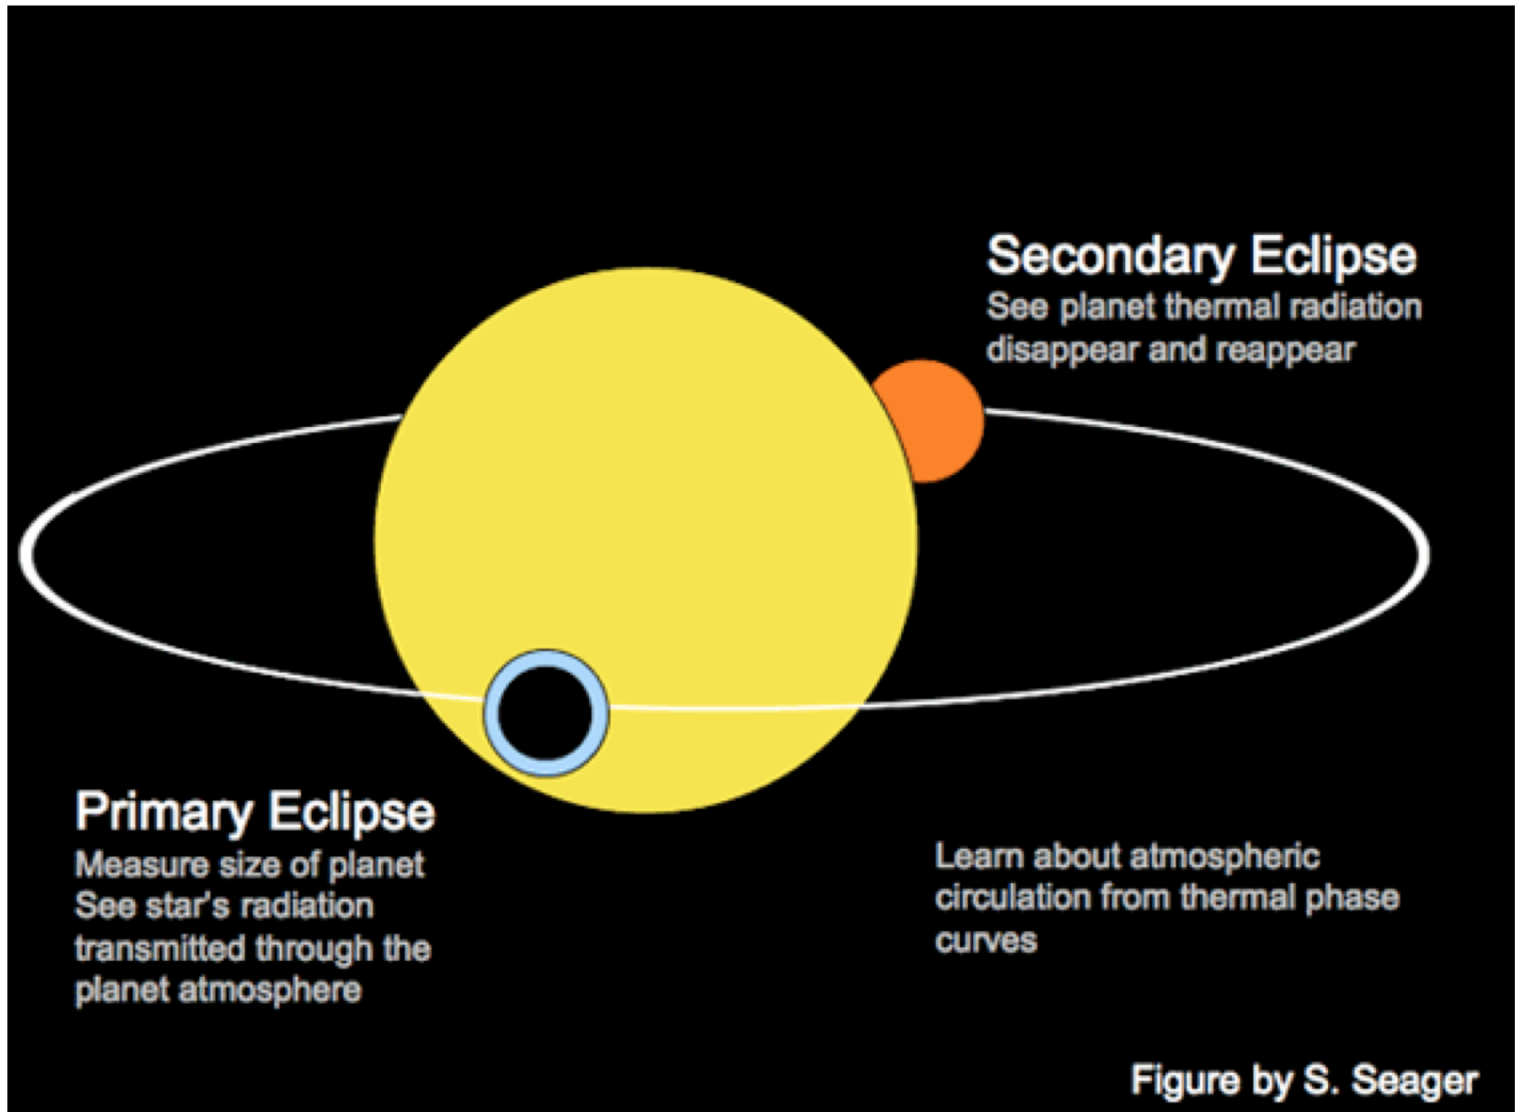 Secondary Eclipse
See planet thermal radiation
disappear and reappear
Primary Eclipse
Measure size of planet
See star's radiation
transmitted through the
planet atmosphere
Learn about atmospheric
circulation from thermal phase
curves
Figure by S. Seager